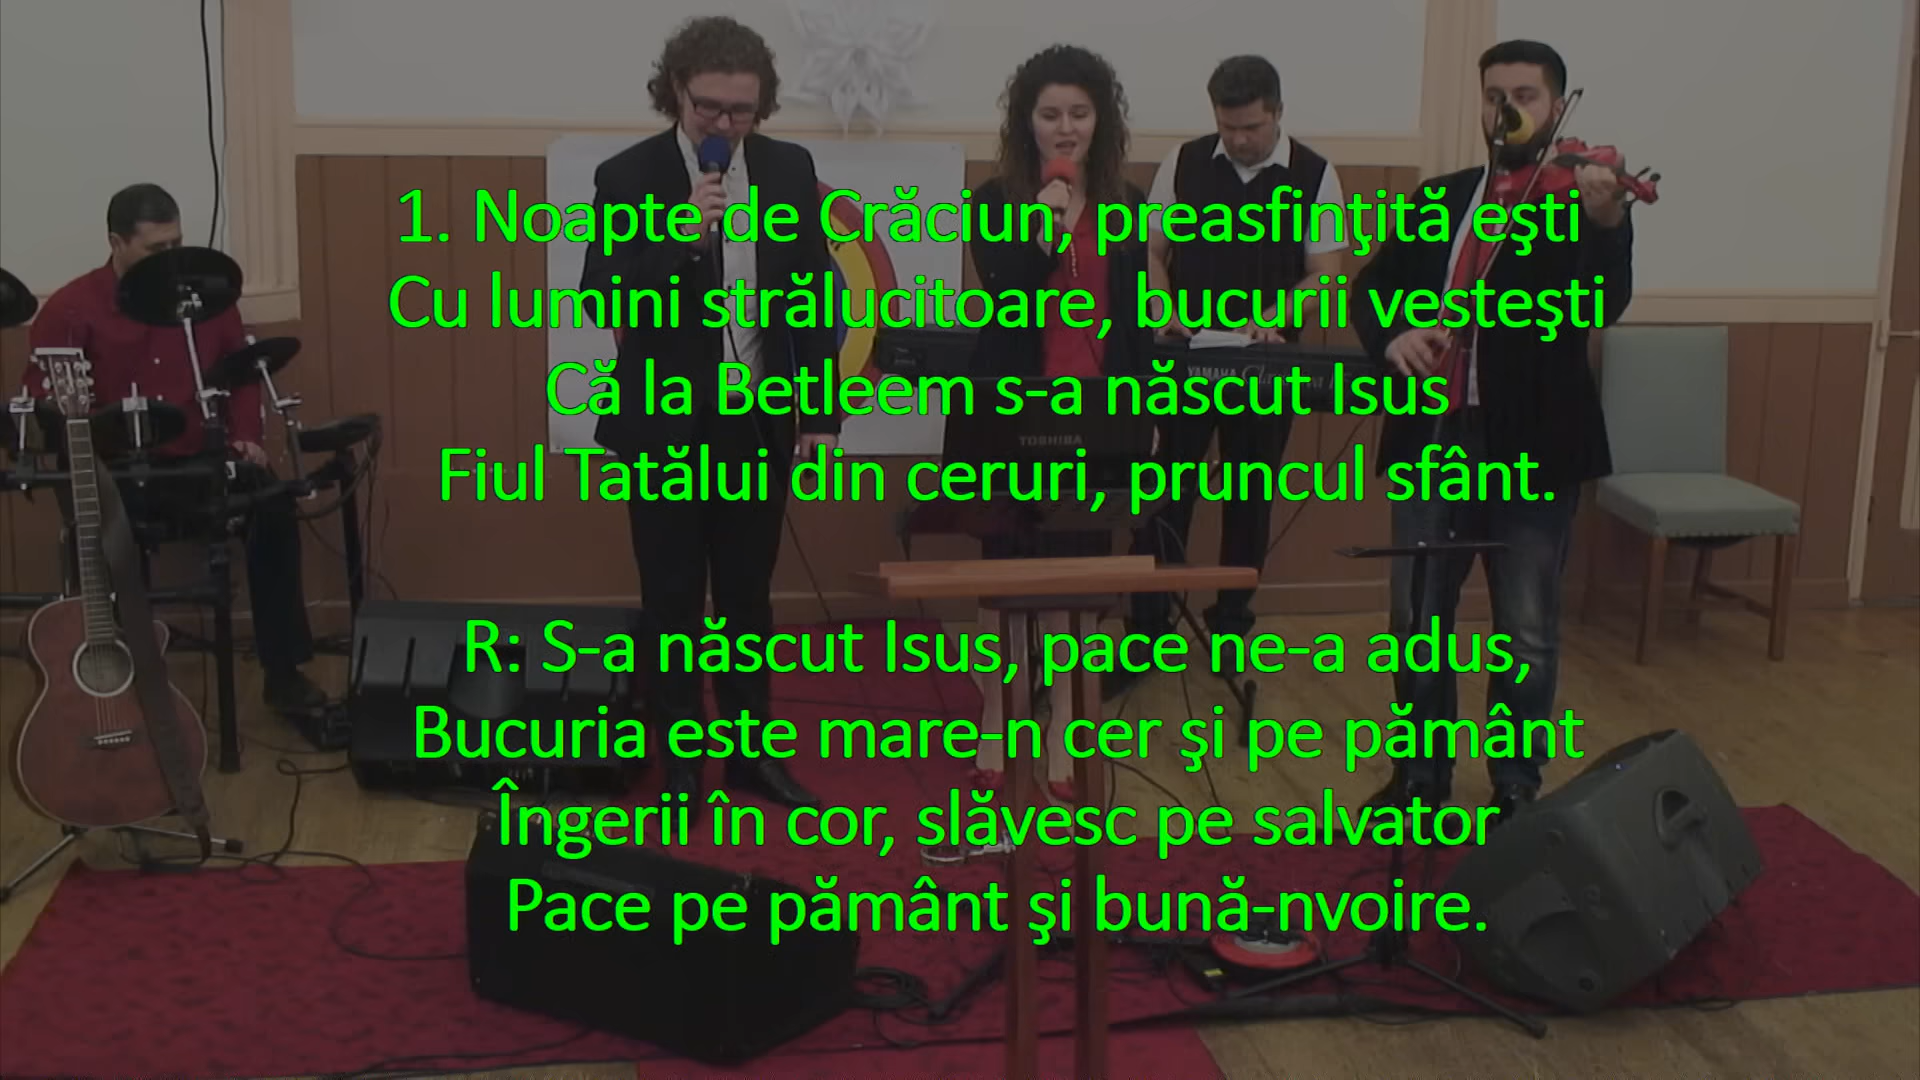 1. Noapte de Crăciun, preasfinţită eşti
Cu lumini strălucitoare, bucurii vesteşti
Că la Betleem s-a născut Isus
Fiul Tatălui din ceruri, pruncul sfânt.
R: S-a născut Isus, pace ne-a adus,
Bucuria este mare-n cer şi pe pământ
Îngerii în cor, slăvesc pe salvator
Pace pe pământ şi bună-nvoire.
YAMAHA
TOSHIBA